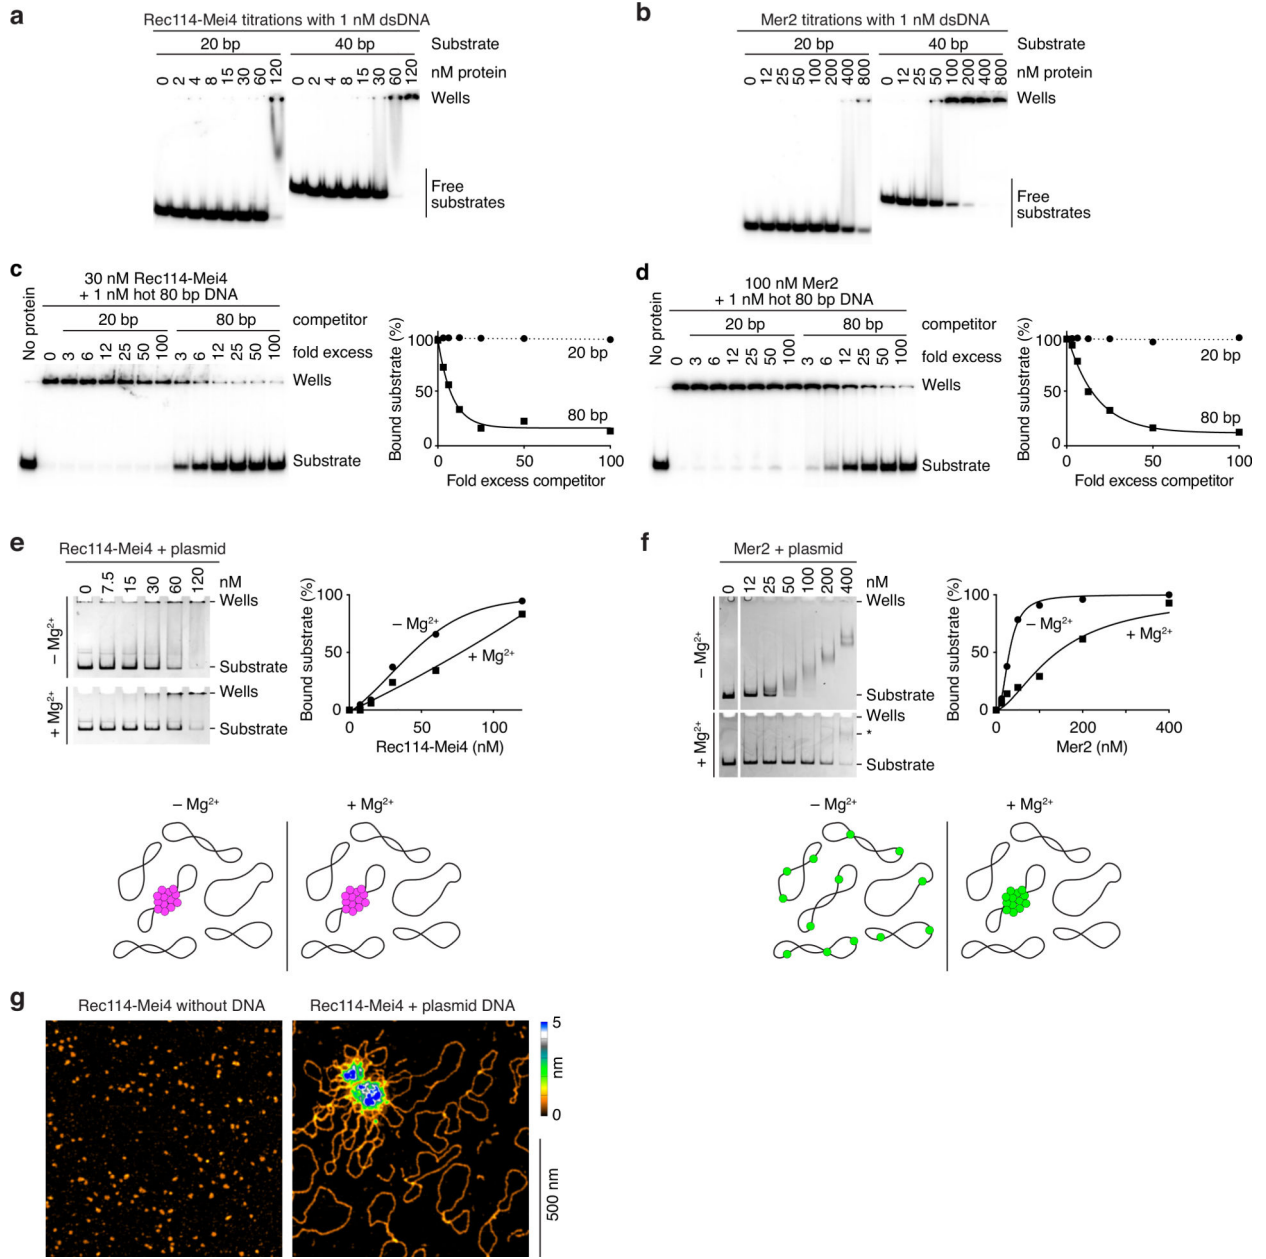 a
Rec114-Mei4 titrations with 1 nM dsDNA
20 bp 40 bp Substrate
0 2 4 8 15 30 60 120 0 2 4 8 15 30 60 120 nM protein
Wells
Free
substrates
b
Mer2 titrations with 1 nM dsDNA
20 bp 40 bp Substrate
0 12 25 50 100 200 400 800 0 12 25 50 100 200 400 800 nM protein
Wells
Free
substrates
c
No protein
30 nM Rec114-Mei4
+ 1 nM hot 80 bp DNA
20 bp 80 bp competitor
0 3 6 12 25 50 100 3 6 12 25 50 100 fold excess
Wells
Substrate
Bound substrate (%)
100
50
0
20 bp
80 bp
0 50 100
Fold excess competitor
d
No protein
100 nM Mer2
+ 1 nM hot 80 bp DNA
20 bp 80 bp competitor
0 3 6 12 25 50 100 3 6 12 25 50 100 fold excess
Wells
Substrate
Bound substrate (%)
100
50
0
20 bp
80 bp
0 50 100
Fold excess competitor
e
Rec114-Mei4 + plasmid
0 7.5 15 30 60 120 nM
– Mg²⁺
Wells
Substrate
+ Mg²⁺
Wells
Substrate
Bound substrate (%)
100
50
0
– Mg²⁺
+ Mg²⁺
0 50 100
Rec114-Mei4 (nM)
– Mg²⁺ + Mg²⁺
f
Mer2 + plasmid
0 12 25 50 100 200 400 nM
– Mg²⁺
Wells
Substrate
+ Mg²⁺
Wells
*
Substrate
Bound substrate (%)
100
50
0
– Mg²⁺
+ Mg²⁺
0 200 400
Mer2 (nM)
– Mg²⁺ + Mg²⁺
g
Rec114-Mei4 without DNA Rec114-Mei4 + plasmid DNA
5
nm
0
500 nm